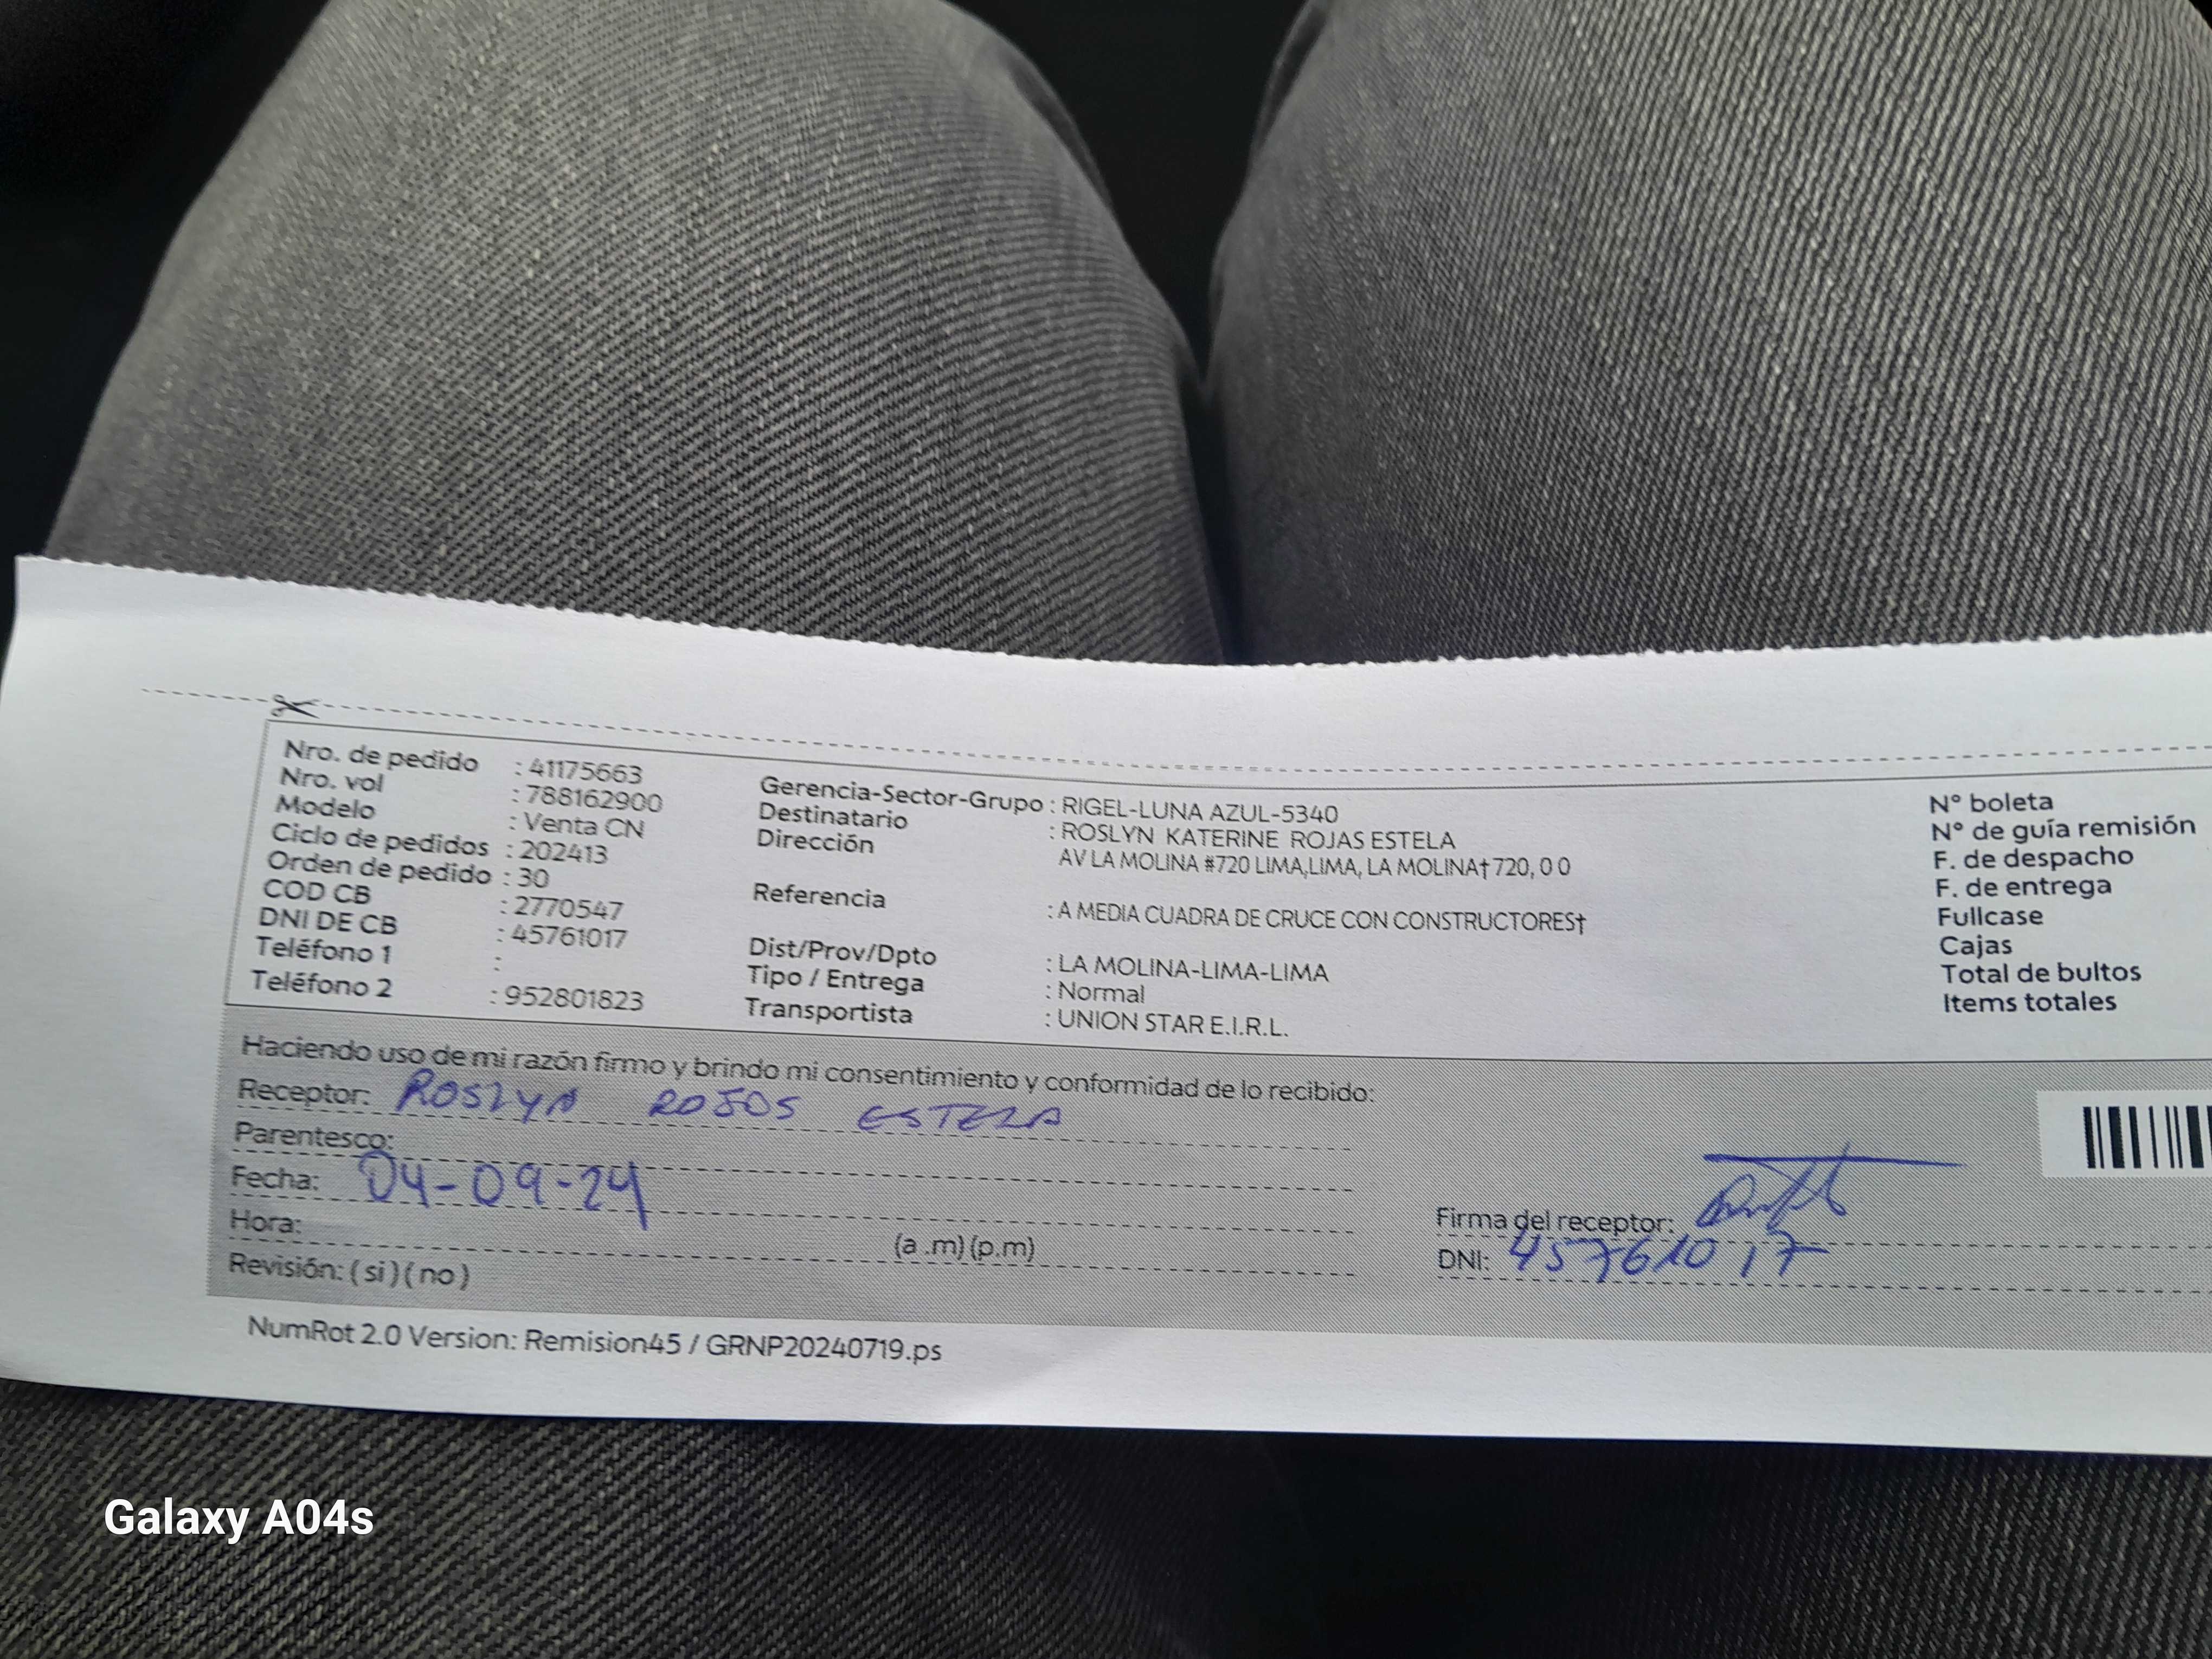 Nro. de pedido : 41175663
Nro. vol : 788162900
Modelo : Venta CN
Ciclo de pedidos : 202413
Orden de pedido : 30
COD CB : 2770547
DNI DE CB : 45761017
Teléfono 1 :
Teléfono 2 : 952801823
Gerencia-Sector-Grupo : RIGEL-LUNA AZUL-5340
Destinatario : ROSLYN KATERINE ROJAS ESTELA
Dirección AV LA MOLINA #720 LIMA,LIMA, LA MOLINA† 720, 0 0
Referencia : A MEDIA CUADRA DE CRUCE CON CONSTRUCTORES†
Dist/Prov/Dpto : LA MOLINA-LIMA-LIMA
Tipo / Entrega : Normal
Transportista : UNION STAR E.I.R.L.
N° boleta
N° de guía remisión
F. de despacho
F. de entrega
Fullcase
Cajas
Total de bultos
Items totales
Haciendo uso de mi razón firmo y brindo mi consentimiento y conformidad de lo recibido:
Receptor: ROSLYN ROJOS ESTELA
Parentesco:
Fecha: 04-09-24
Hora: (a .m) (p.m)
Revisión: ( si ) ( no )
Firma del receptor:
DNI: 45761017
NumRot 2.0 Version: Remision45 / GRNP20240719.ps
Galaxy A04s